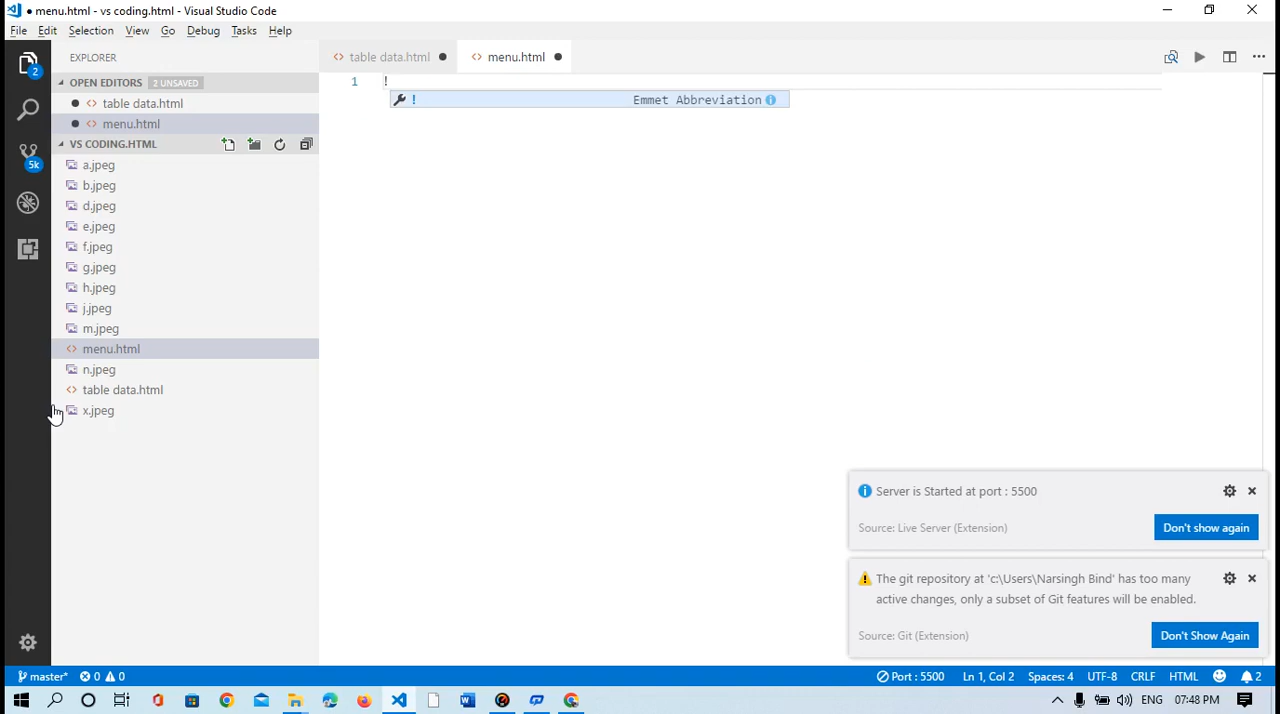 ● menu.html - vs coding.html - Visual Studio Code
File Edit Selection View Go Debug Tasks Help
EXPLORER
OPEN EDITORS 2 UNSAVED
table data.html
menu.html
VS CODING.HTML
a.jpeg
b.jpeg
d.jpeg
e.jpeg
f.jpeg
g.jpeg
h.jpeg
j.jpeg
m.jpeg
menu.html
n.jpeg
table data.html
x.jpeg
2
5k
table data.html ● menu.html ●
1 !
! Emmet Abbreviation
Server is Started at port : 5500
Source: Live Server (Extension) Don't show again
The git repository at 'c:\Users\Narsingh Bind' has too many
active changes, only a subset of Git features will be enabled.
Source: Git (Extension) Don't Show Again
master* 0 0 Port : 5500 Ln 1, Col 2 Spaces: 4 UTF-8 CRLF HTML 2
ENG 07:48 PM